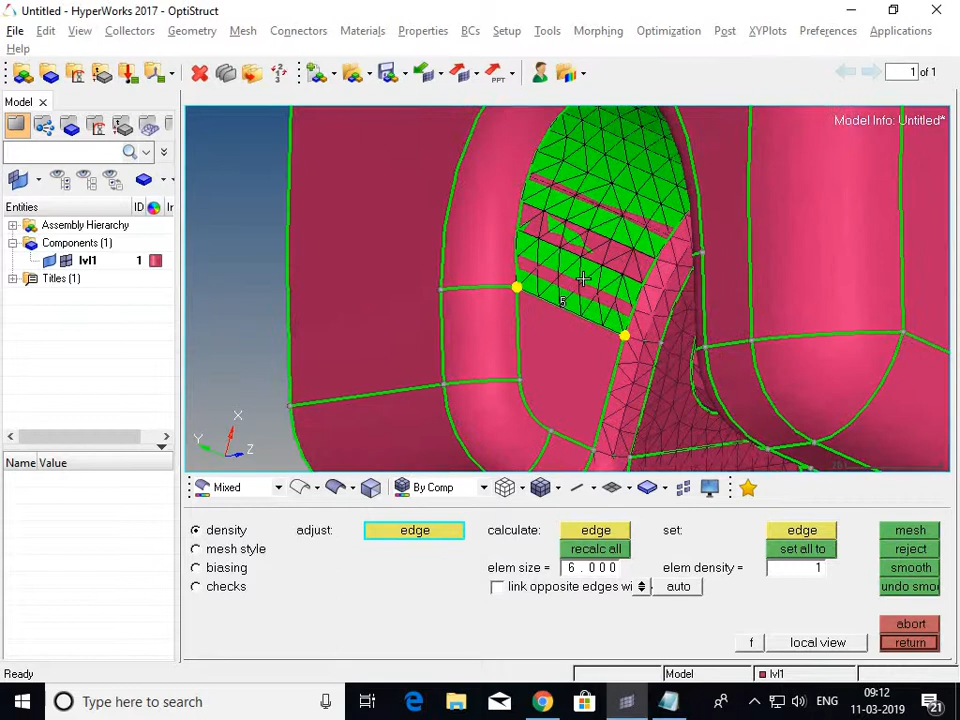 Untitled - HyperWorks 2017 - OptiStruct
File Edit View Collectors Geometry Mesh Connectors Materials Properties BCs Setup Tools Morphing Optimization Post XYPlots Preferences Applications
Help
1 of 1
Model
Model Info: Untitled*
Entities ID
Assembly Hierarchy
Components (1)
lvl1 1
Titles (1)
5
X
Y Z
Name Value
Mixed By Comp
density adjust: edge calculate: edge set: edge mesh
mesh style recalc all set all to reject
biasing elem size = 6.000 elem density = 1 smooth
checks link opposite edges wi auto undo smo
abort
f local view return
Ready Model lvl1
Type here to search ENG 09:12
11-03-2019 21